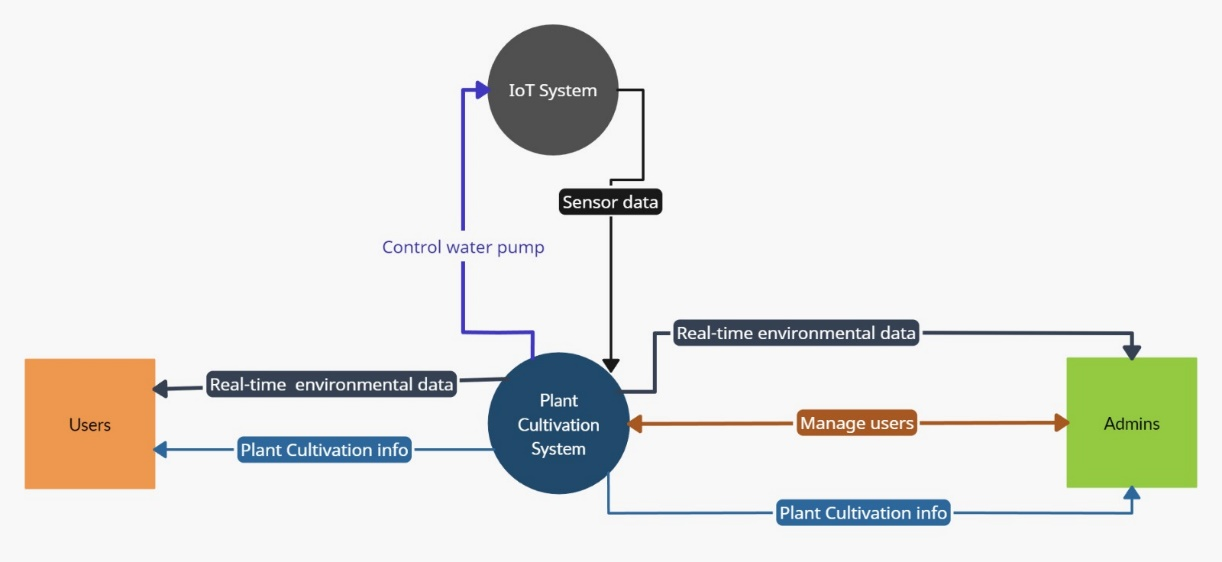 IoT System
Sensor data
Control water pump
Real-time environmental data
Real-time  environmental data
Plant
Cultivation
System
Users
Manage users
Admins
Plant Cultivation info
Plant Cultivation info